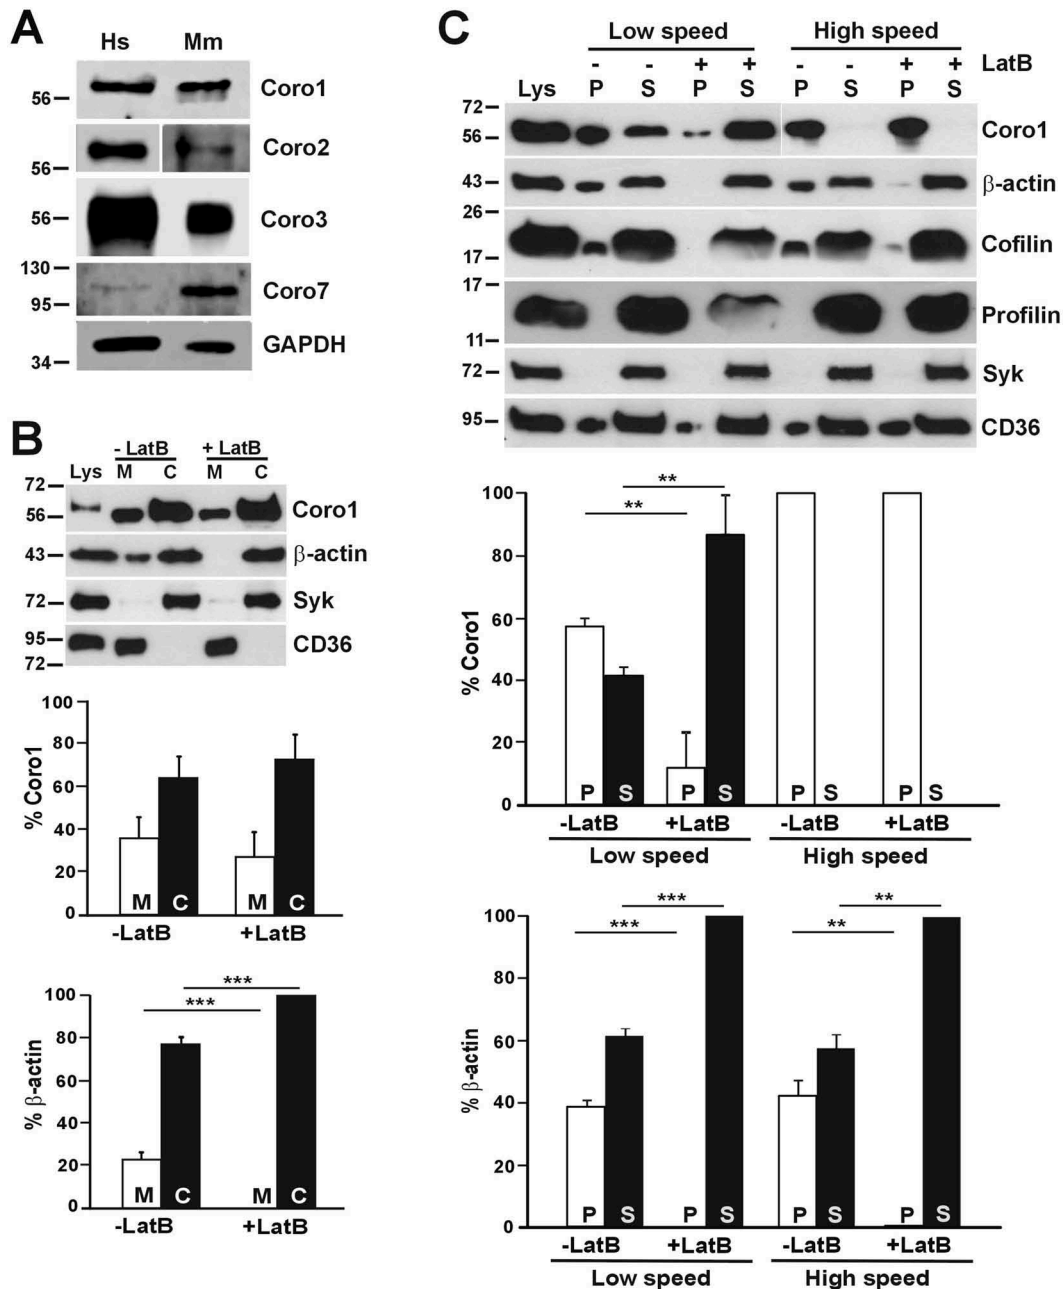 A
Hs Mm
56 Coro1
56 Coro2
56 Coro3
130
95 Coro7
34 GAPDH
B
- LatB + LatB
Lys M C M C
72
56 Coro1
43 β-actin
72 Syk
95
72 CD36
100
80
60
40
20
0
% Coro1
M C M C
-LatB +LatB
*** ***
100
80
60
40
20
0
% β-actin
M C M C
-LatB +LatB
C
Low speed High speed
- - + + - - + + LatB
Lys P S P S P S P S
72
56 Coro1
43 β-actin
26
17 Cofilin
17
11 Profilin
72 Syk
95 CD36
** **
100
80
60
40
20
0
% Coro1
P S P S P S P S
-LatB +LatB -LatB +LatB
Low speed High speed
*** *** ** **
100
80
60
40
20
0
% β-actin
P S P S P S P S
-LatB +LatB -LatB +LatB
Low speed High speed